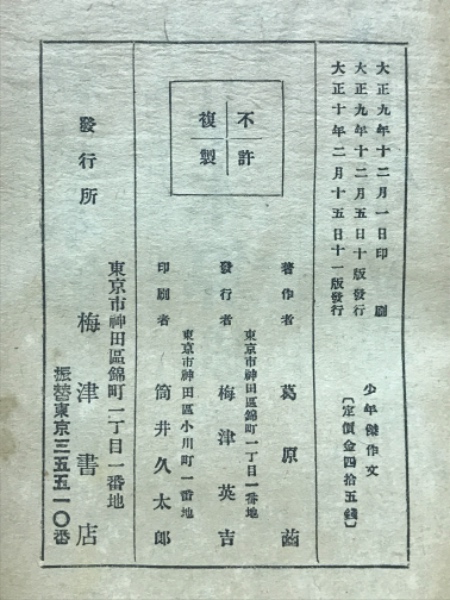 大正九年十二月一日印刷
大正九年十二月五日十版發行
大正十年二月十五日十一版發行
少年傑作文
〔定價金四拾五錢〕
不許
複製
著作者 葛原𦱳
東京市神田區錦町一丁目一番地
發行者 梅津英吉
東京市神田區小川町一番地
印刷者 筒井久太郎
東京市神田區錦町一丁目一番地
發行所 梅津書店
振替東京三五五一〇番